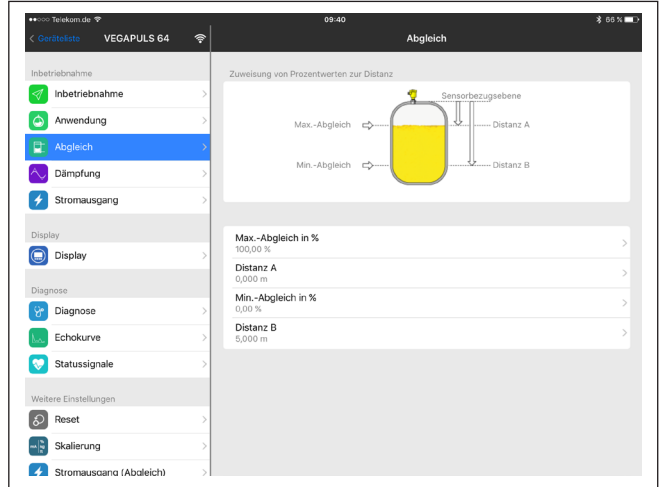 Telekom.de
09:40
66 %
Geräteliste
VEGAPULS 64
Abgleich
Inbetriebnahme
Inbetriebnahme
Anwendung
Abgleich
Dämpfung
Stromausgang
Display
Display
Diagnose
Diagnose
Echokurve
Statussignale
Weitere Einstellungen
Reset
Skalierung
Stromausgang (Abgleich)
Zuweisung von Prozentwerten zur Distanz
Sensorbezugsebene
Max.-Abgleich
Distanz A
Min.-Abgleich
Distanz B
Max.-Abgleich in %
100,00 %
Distanz A
0,000 m
Min.-Abgleich in %
0,00 %
Distanz B
5,000 m